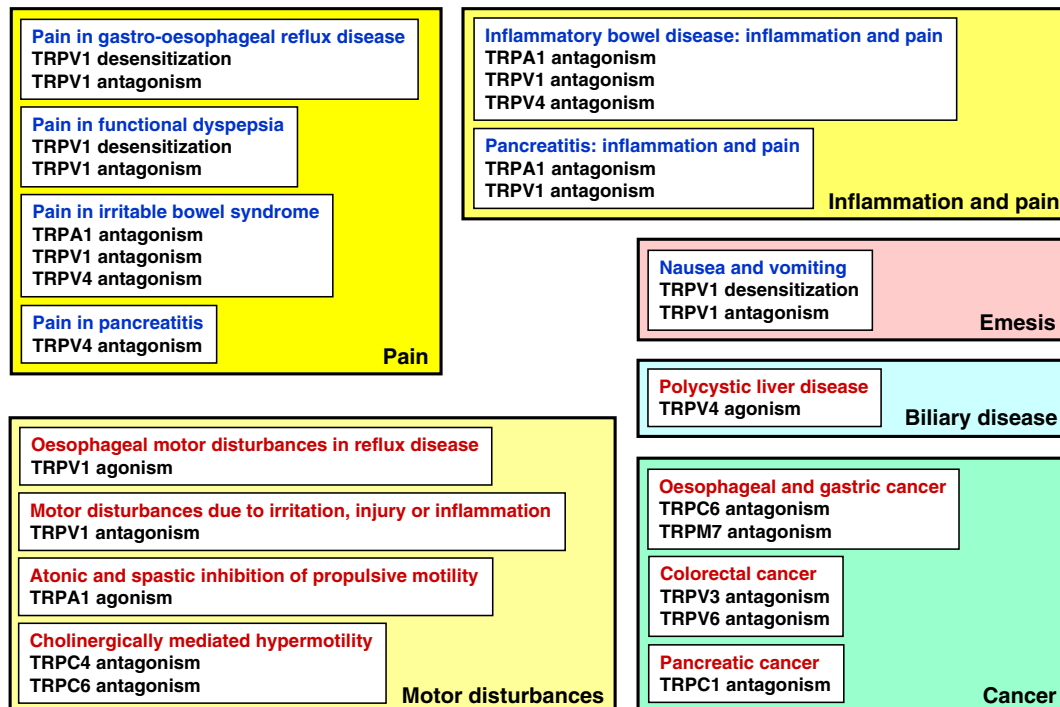 Pain in gastro-oesophageal reflux disease
TRPV1 desensitization
TRPV1 antagonism
Pain in functional dyspepsia
TRPV1 desensitization
TRPV1 antagonism
Pain in irritable bowel syndrome
TRPA1 antagonism
TRPV1 antagonism
TRPV4 antagonism
Pain in pancreatitis
TRPV4 antagonism
Pain
Inflammatory bowel disease: inflammation and pain
TRPA1 antagonism
TRPV1 antagonism
TRPV4 antagonism
Pancreatitis: inflammation and pain
TRPA1 antagonism
TRPV1 antagonism
Inflammation and pain
Nausea and vomiting
TRPV1 desensitization
TRPV1 antagonism
Emesis
Polycystic liver disease
TRPV4 agonism
Biliary disease
Oesophageal motor disturbances in reflux disease
TRPV1 agonism
Motor disturbances due to irritation, injury or inflammation
TRPV1 antagonism
Atonic and spastic inhibition of propulsive motility
TRPA1 agonism
Cholinergically mediated hypermotility
TRPC4 antagonism
TRPC6 antagonism
Motor disturbances
Oesophageal and gastric cancer
TRPC6 antagonism
TRPM7 antagonism
Colorectal cancer
TRPV3 antagonism
TRPV6 antagonism
Pancreatic cancer
TRPC1 antagonism
Cancer